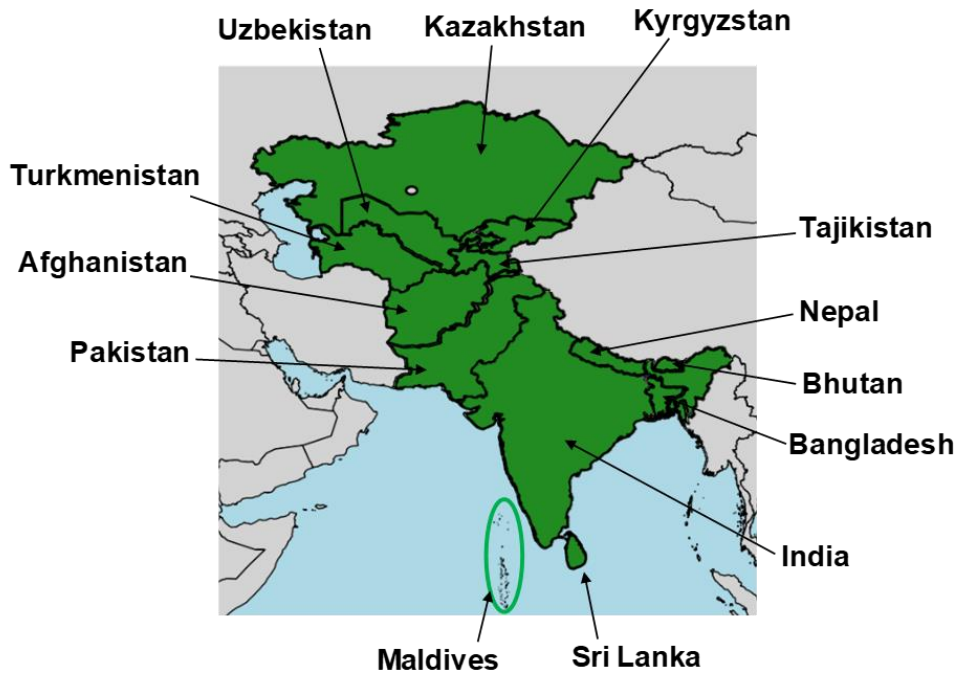 Uzbekistan
Kazakhstan
Kyrgyzstan
Turkmenistan
Tajikistan
Afghanistan
Nepal
Pakistan
Bhutan
Bangladesh
India
Maldives
Sri Lanka